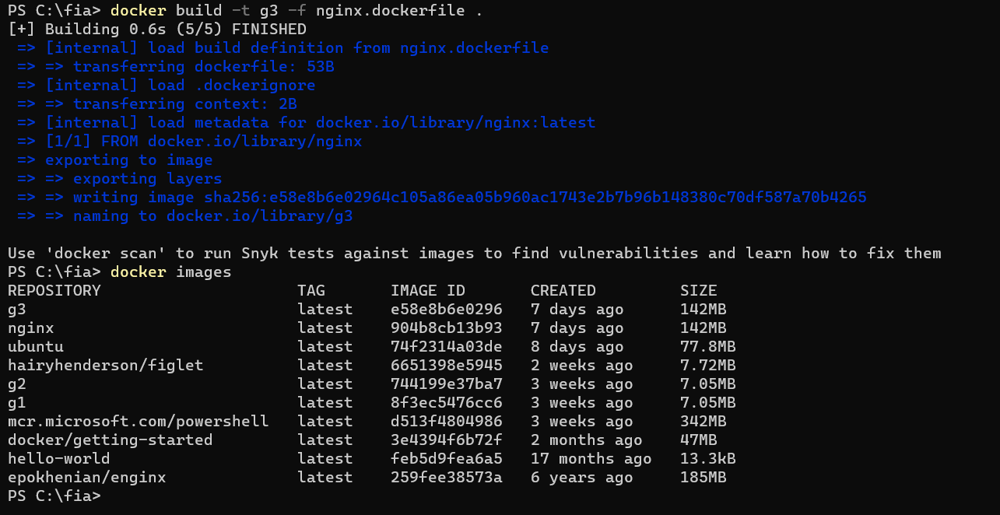 PS C:\fia> docker build -t g3 -f nginx.dockerfile .
[+] Building 0.6s (5/5) FINISHED
=> [internal] load build definition from nginx.dockerfile
=> => transferring dockerfile: 53B
=> [internal] load .dockerignore
=> => transferring context: 2B
=> [internal] load metadata for docker.io/library/nginx:latest
=> [1/1] FROM docker.io/library/nginx
=> exporting to image
=> => exporting layers
=> => writing image sha256:e58e8b6e02964c105a86ea05b960ac1743e2b7b96b148380c70df587a70b4265
=> => naming to docker.io/library/g3
Use 'docker scan' to run Snyk tests against images to find vulnerabilities and learn how to fix them
PS C:\fia> docker images
REPOSITORY TAG IMAGE ID CREATED SIZE
g3 latest e58e8b6e0296 7 days ago 142MB
nginx latest 904b8cb13b93 7 days ago 142MB
ubuntu latest 74f2314a03de 8 days ago 77.8MB
hairyhenderson/figlet latest 6651398e5945 2 weeks ago 7.72MB
g2 latest 744199e37ba7 3 weeks ago 7.05MB
g1 latest 8f3ec5476cc6 3 weeks ago 7.05MB
mcr.microsoft.com/powershell latest d513f4804986 3 weeks ago 342MB
docker/getting-started latest 3e4394f6b72f 2 months ago 47MB
hello-world latest feb5d9fea6a5 17 months ago 13.3kB
epokhenian/enginx latest 259fee38573a 6 years ago 185MB
PS C:\fia>